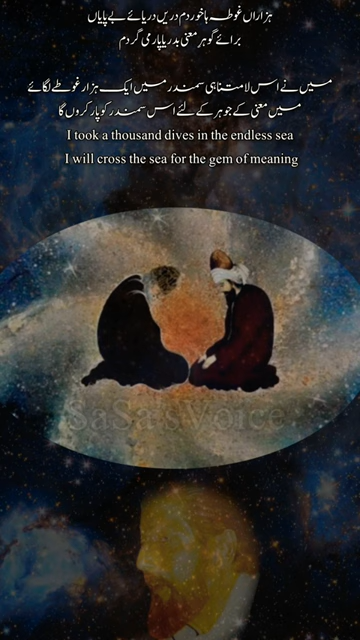 ہزاراں غوطہ ہا خوردم دریں دریائے بے پایاں
برائے گوہر معنی بدریا پار می گردم
میں نے اس لامتناہی سمندر میں ایک ہزار غوطے لگائے
میں معنی کے جوہر کے لئے اس سمندر کو پار کروں گا
I took a thousand dives in the endless sea
I will cross the sea for the gem of meaning
SaSa'sVoice